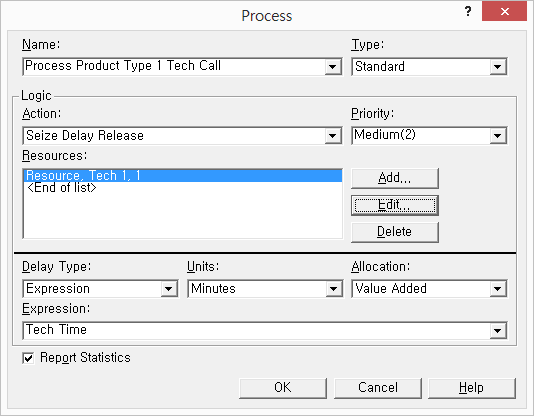 Process
?
Name:
Type:
Process Product Type 1 Tech Call
Standard
Logic
Action:
Priority:
Seize Delay Release
Medium(2)
Resources:
Resource, Tech 1, 1
<End of list>
Add...
Edit...
Delete
Delay Type:
Units:
Allocation:
Expression
Minutes
Value Added
Expression:
Tech Time
Report Statistics
OK
Cancel
Help